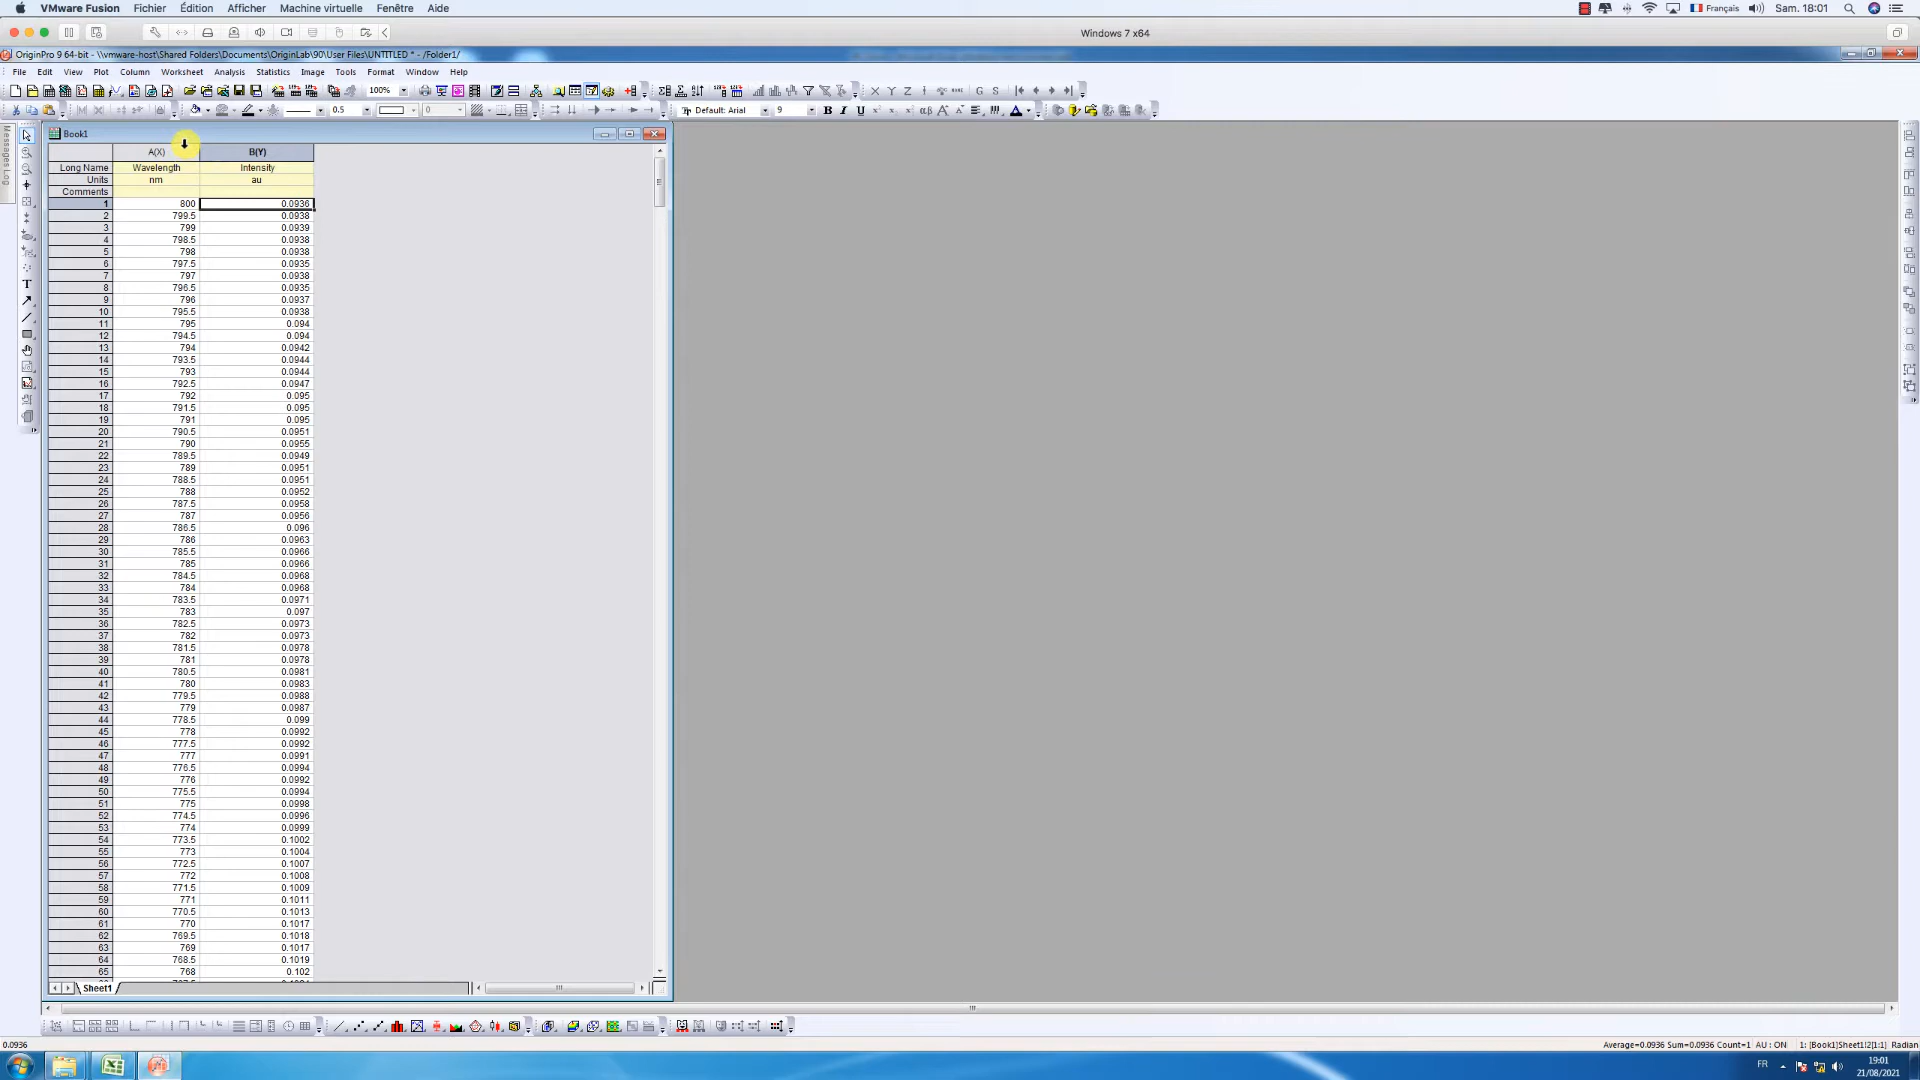 VMware Fusion Fichier Édition Afficher Machine virtuelle Fenêtre Aide Français Sam. 18:01
Windows 7 x64
OriginPro 9 64-bit - \\vmware-host\Shared Folders\Documents\OriginLab\90\User Files\UNTITLED * - /Folder1/
File Edit View Plot Column Worksheet Analysis Statistics Image Tools Format Window Help
100%
0.5 0 Default: Arial 9 B I U
Messages Log
Book1
A(X) B(Y)
Long Name Wavelength Intensity
Units nm au
Comments
1 800 0.0936
2 799.5 0.0938
3 799 0.0939
4 798.5 0.0938
5 798 0.0938
6 797.5 0.0935
7 797 0.0938
8 796.5 0.0935
9 796 0.0937
10 795.5 0.0938
11 795 0.094
12 794.5 0.094
13 794 0.0942
14 793.5 0.0944
15 793 0.0944
16 792.5 0.0947
17 792 0.095
18 791.5 0.095
19 791 0.095
20 790.5 0.0951
21 790 0.0955
22 789.5 0.0949
23 789 0.0951
24 788.5 0.0951
25 788 0.0952
26 787.5 0.0958
27 787 0.0956
28 786.5 0.096
29 786 0.0963
30 785.5 0.0966
31 785 0.0966
32 784.5 0.0968
33 784 0.0968
34 783.5 0.0971
35 783 0.097
36 782.5 0.0973
37 782 0.0973
38 781.5 0.0978
39 781 0.0978
40 780.5 0.0981
41 780 0.0983
42 779.5 0.0988
43 779 0.0987
44 778.5 0.099
45 778 0.0992
46 777.5 0.0992
47 777 0.0991
48 776.5 0.0994
49 776 0.0992
50 775.5 0.0994
51 775 0.0998
52 774.5 0.0996
53 774 0.0999
54 773.5 0.1002
55 773 0.1004
56 772.5 0.1007
57 772 0.1008
58 771.5 0.1009
59 771 0.1011
60 770.5 0.1013
61 770 0.1017
62 769.5 0.1018
63 769 0.1017
64 768.5 0.1019
65 768 0.102
Sheet1
0.0936 Average=0.0936 Sum=0.0936 Count=1 AU : ON 1: [Book1]Sheet1!2[1:1] Radian
FR 19:01
21/08/2021